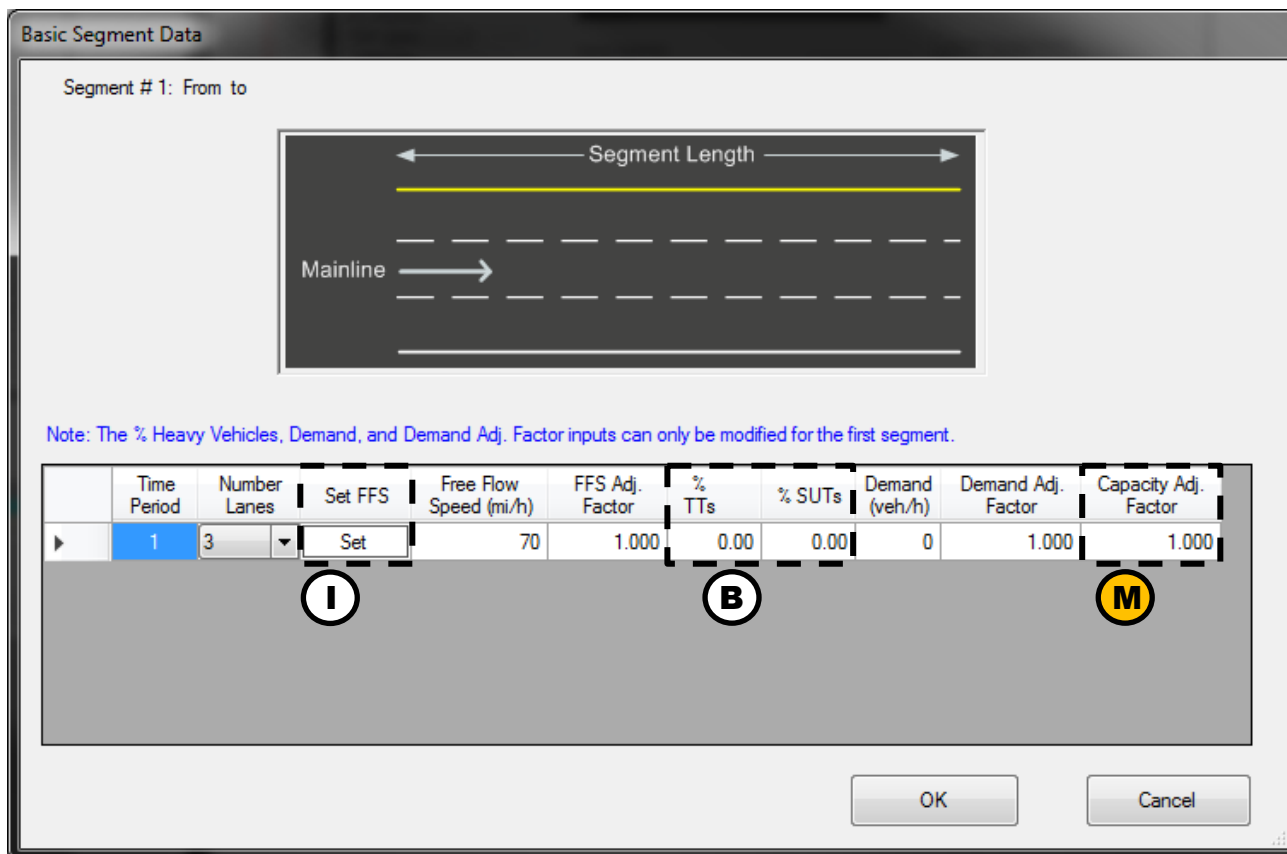 Basic Segment Data
Segment # 1: From to
Segment Length
Mainline
Note: The % Heavy Vehicles, Demand, and Demand Adj. Factor inputs can only be modified for the first segment.
Time Period Number Lanes Set FFS Free Flow Speed (mi/h) FFS Adj. Factor % TTs % SUTs Demand (veh/h) Demand Adj. Factor Capacity Adj. Factor
1 3 Set 70 1.000 0.00 0.00 0 1.000 1.000
I B M
OK Cancel